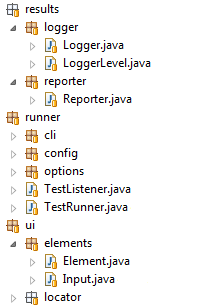 results
logger
Logger.java
LoggerLevel.java
reporter
Reporter.java
runner
cli
config
options
TestListener.java
TestRunner.java
ui
elements
Element.java
Input.java
locator